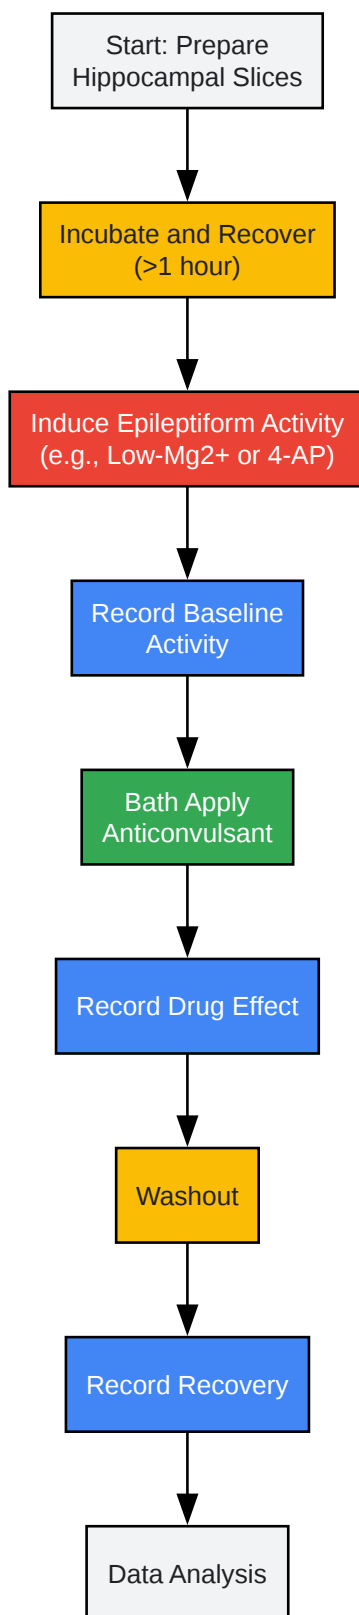 Start: Prepare
Hippocampal Slices
Incubate and Recover
(>1 hour)
Induce Epileptiform Activity
(e.g., Low-Mg2+ or 4-AP)
Record Baseline
Activity
Bath Apply
Anticonvulsant
Record Drug Effect
Washout
Record Recovery
Data Analysis